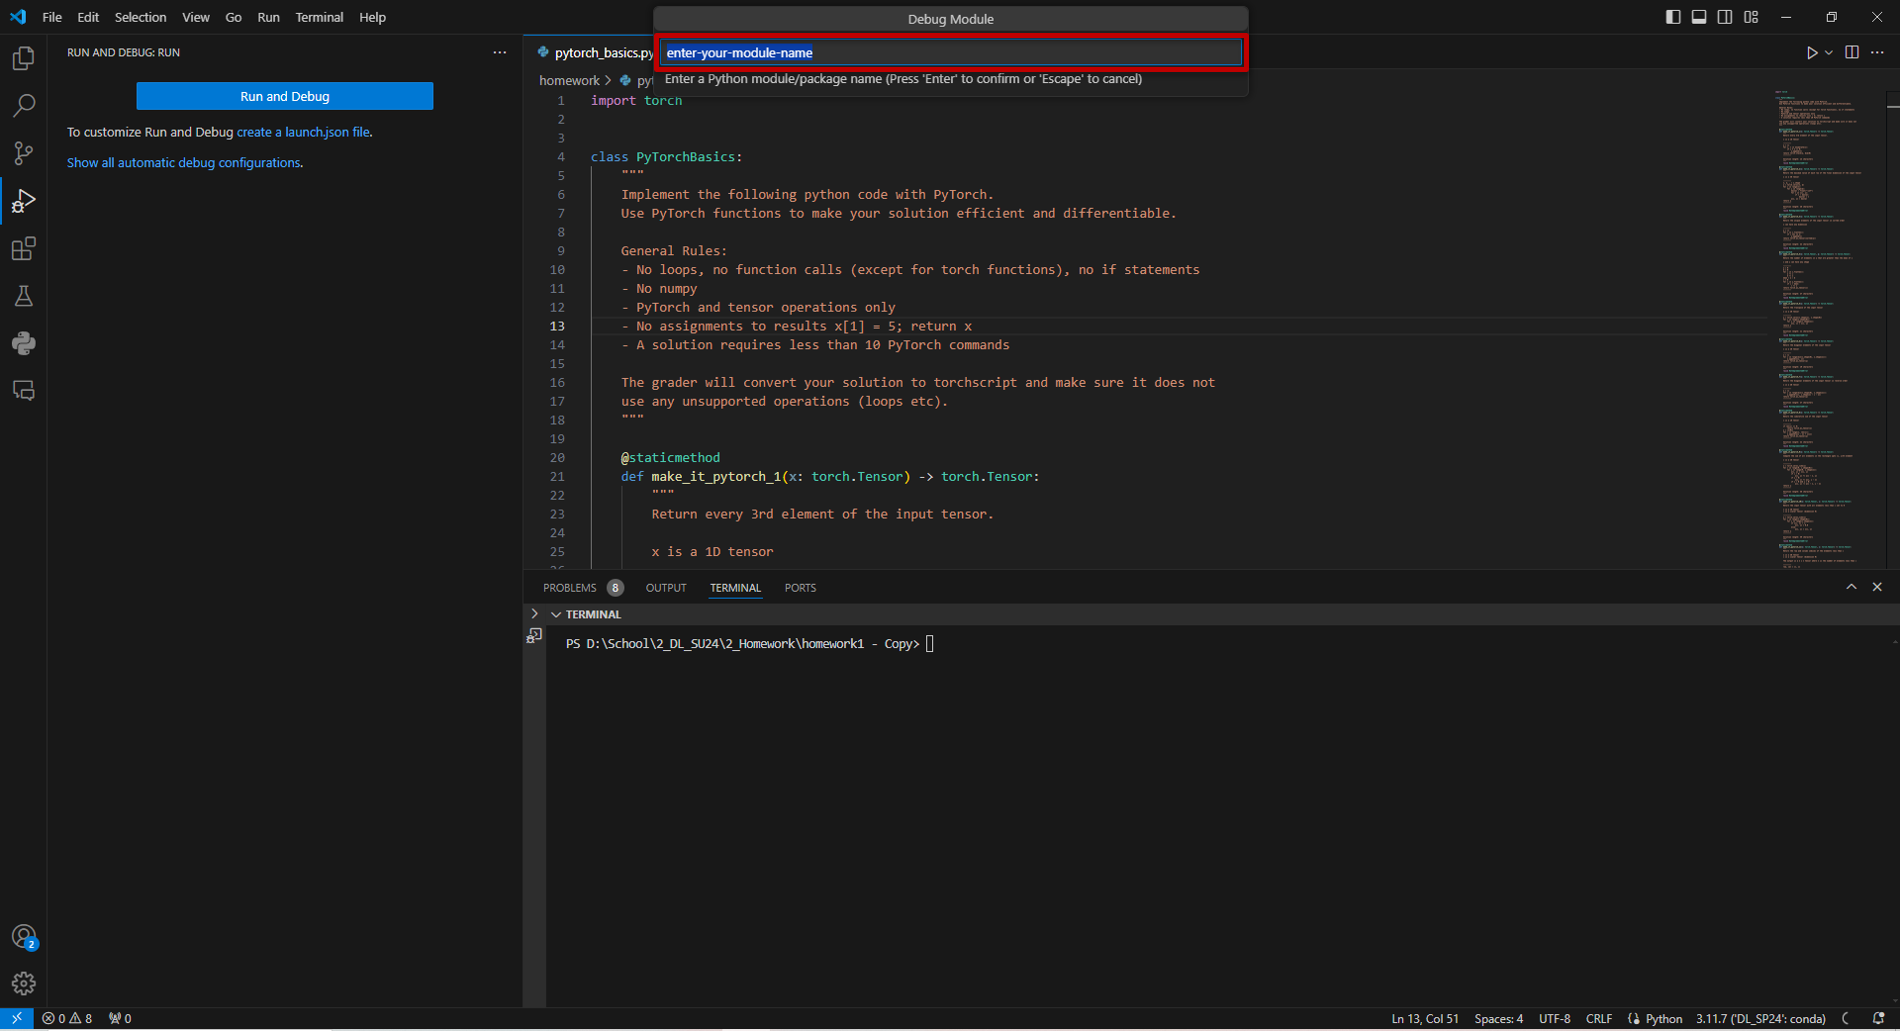 File Edit Selection View Go Run Terminal Help
Debug Module
enter-your-module-name
Enter a Python module/package name (Press 'Enter' to confirm or 'Escape' to cancel)
RUN AND DEBUG: RUN
Run and Debug
To customize Run and Debug create a launch.json file.
Show all automatic debug configurations.
pytorch_basics.py
homework >
1 import torch
2
3
4 class PyTorchBasics:
5 """
6 Implement the following python code with PyTorch.
7 Use PyTorch functions to make your solution efficient and differentiable.
8
9 General Rules:
10 - No loops, no function calls (except for torch functions), no if statements
11 - No numpy
12 - PyTorch and tensor operations only
13 - No assignments to results x[1] = 5; return x
14 - A solution requires less than 10 PyTorch commands
15
16 The grader will convert your solution to torchscript and make sure it does not
17 use any unsupported operations (loops etc).
18 """
19
20 @staticmethod
21 def make_it_pytorch_1(x: torch.Tensor) -> torch.Tensor:
22 """
23 Return every 3rd element of the input tensor.
24
25 x is a 1D tensor
PROBLEMS 8 OUTPUT TERMINAL PORTS
TERMINAL
PS D:\School\2_DL_SU24\2_Homework\homework1 - Copy>
2
0 8 0
Ln 13, Col 51 Spaces: 4 UTF-8 CRLF Python 3.11.7 ('DL_SP24': conda)